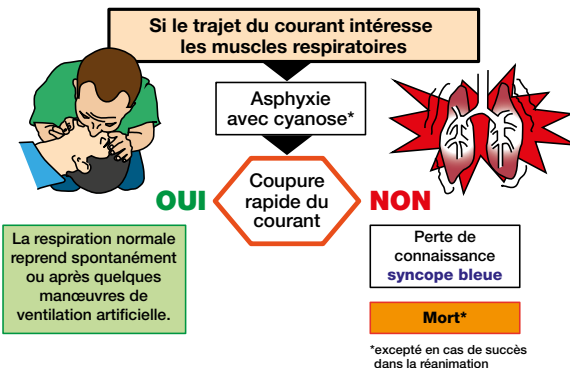 Si le trajet du courant intéresse
les muscles respiratoires
Asphyxie
avec cyanose*
Coupure
rapide du
courant
OUI
NON
La respiration normale
reprend spontanément
ou après quelques
manœuvres de
ventilation artificielle.
Perte de
connaissance
syncope bleue
Mort*
*excepté en cas de succès
dans la réanimation